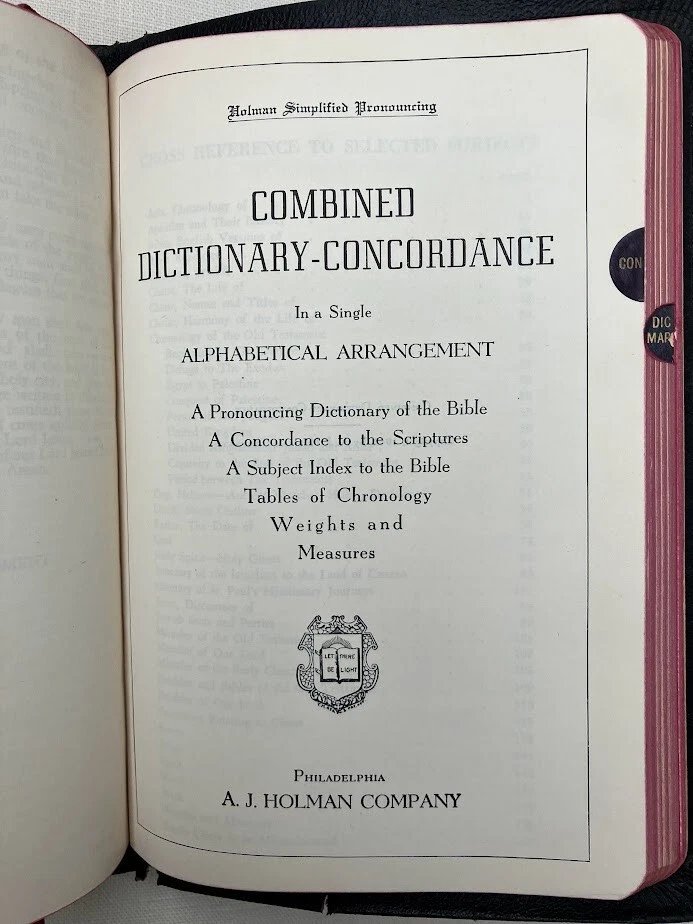 Holman Simplified Pronouncing
COMBINED
DICTIONARY-CONCORDANCE
In a Single
ALPHABETICAL ARRANGEMENT
A Pronouncing Dictionary of the Bible
A Concordance to the Scriptures
A Subject Index to the Bible
Tables of Chronology
Weights and
Measures
LET THINE
BE LIGHT
PHILADELPHIA
A. J. HOLMAN COMPANY
CON
DIC
MAR